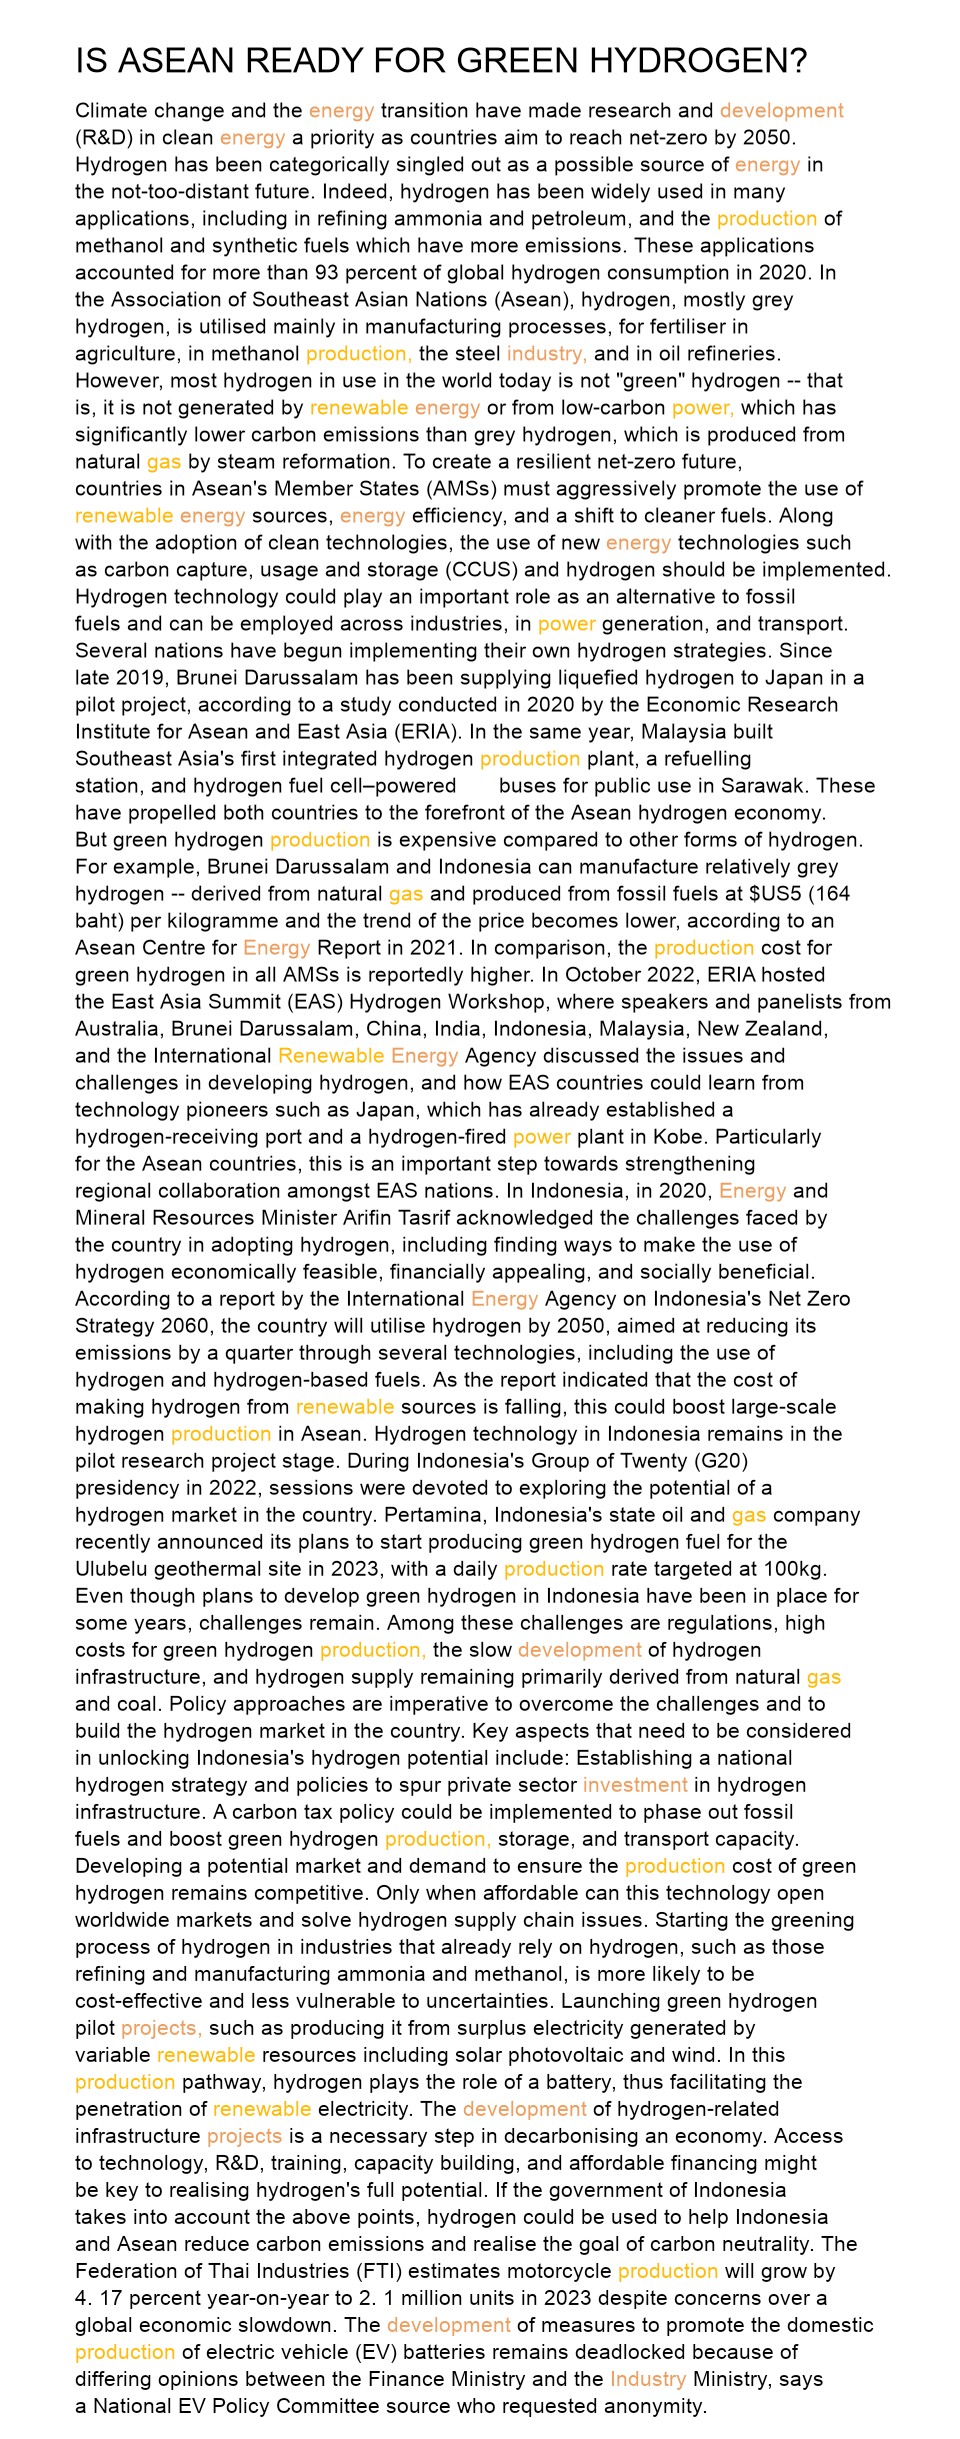 IS ASEAN READY FOR GREEN HYDROGEN?
Climate change and the energy transition have made research and development
(R&D) in clean energy a priority as countries aim to reach net-zero by 2050.
Hydrogen has been categorically singled out as a possible source of energy in
the not-too-distant future. Indeed, hydrogen has been widely used in many
applications, including in refining ammonia and petroleum, and the production of
methanol and synthetic fuels which have more emissions. These applications
accounted for more than 93 percent of global hydrogen consumption in 2020. In
the Association of Southeast Asian Nations (Asean), hydrogen, mostly grey
hydrogen, is utilised mainly in manufacturing processes, for fertiliser in
agriculture, in methanol production, the steel industry, and in oil refineries.
However, most hydrogen in use in the world today is not "green" hydrogen -- that
is, it is not generated by renewable energy or from low-carbon power, which has
significantly lower carbon emissions than grey hydrogen, which is produced from
natural gas by steam reformation. To create a resilient net-zero future,
countries in Asean's Member States (AMSs) must aggressively promote the use of
renewable energy sources, energy efficiency, and a shift to cleaner fuels. Along
with the adoption of clean technologies, the use of new energy technologies such
as carbon capture, usage and storage (CCUS) and hydrogen should be implemented.
Hydrogen technology could play an important role as an alternative to fossil
fuels and can be employed across industries, in power generation, and transport.
Several nations have begun implementing their own hydrogen strategies. Since
late 2019, Brunei Darussalam has been supplying liquefied hydrogen to Japan in a
pilot project, according to a study conducted in 2020 by the Economic Research
Institute for Asean and East Asia (ERIA). In the same year, Malaysia built
Southeast Asia's first integrated hydrogen production plant, a refuelling
station, and hydrogen fuel cell–powered buses for public use in Sarawak. These
have propelled both countries to the forefront of the Asean hydrogen economy.
But green hydrogen production is expensive compared to other forms of hydrogen.
For example, Brunei Darussalam and Indonesia can manufacture relatively grey
hydrogen -- derived from natural gas and produced from fossil fuels at $US5 (164
baht) per kilogramme and the trend of the price becomes lower, according to an
Asean Centre for Energy Report in 2021. In comparison, the production cost for
green hydrogen in all AMSs is reportedly higher. In October 2022, ERIA hosted
the East Asia Summit (EAS) Hydrogen Workshop, where speakers and panelists from
Australia, Brunei Darussalam, China, India, Indonesia, Malaysia, New Zealand,
and the International Renewable Energy Agency discussed the issues and
challenges in developing hydrogen, and how EAS countries could learn from
technology pioneers such as Japan, which has already established a
hydrogen-receiving port and a hydrogen-fired power plant in Kobe. Particularly
for the Asean countries, this is an important step towards strengthening
regional collaboration amongst EAS nations. In Indonesia, in 2020, Energy and
Mineral Resources Minister Arifin Tasrif acknowledged the challenges faced by
the country in adopting hydrogen, including finding ways to make the use of
hydrogen economically feasible, financially appealing, and socially beneficial.
According to a report by the International Energy Agency on Indonesia's Net Zero
Strategy 2060, the country will utilise hydrogen by 2050, aimed at reducing its
emissions by a quarter through several technologies, including the use of
hydrogen and hydrogen-based fuels. As the report indicated that the cost of
making hydrogen from renewable sources is falling, this could boost large-scale
hydrogen production in Asean. Hydrogen technology in Indonesia remains in the
pilot research project stage. During Indonesia's Group of Twenty (G20)
presidency in 2022, sessions were devoted to exploring the potential of a
hydrogen market in the country. Pertamina, Indonesia's state oil and gas company
recently announced its plans to start producing green hydrogen fuel for the
Ulubelu geothermal site in 2023, with a daily production rate targeted at 100kg.
Even though plans to develop green hydrogen in Indonesia have been in place for
some years, challenges remain. Among these challenges are regulations, high
costs for green hydrogen production, the slow development of hydrogen
infrastructure, and hydrogen supply remaining primarily derived from natural gas
and coal. Policy approaches are imperative to overcome the challenges and to
build the hydrogen market in the country. Key aspects that need to be considered
in unlocking Indonesia's hydrogen potential include: Establishing a national
hydrogen strategy and policies to spur private sector investment in hydrogen
infrastructure. A carbon tax policy could be implemented to phase out fossil
fuels and boost green hydrogen production, storage, and transport capacity.
Developing a potential market and demand to ensure the production cost of green
hydrogen remains competitive. Only when affordable can this technology open
worldwide markets and solve hydrogen supply chain issues. Starting the greening
process of hydrogen in industries that already rely on hydrogen, such as those
refining and manufacturing ammonia and methanol, is more likely to be
cost-effective and less vulnerable to uncertainties. Launching green hydrogen
pilot projects, such as producing it from surplus electricity generated by
variable renewable resources including solar photovoltaic and wind. In this
production pathway, hydrogen plays the role of a battery, thus facilitating the
penetration of renewable electricity. The development of hydrogen-related
infrastructure projects is a necessary step in decarbonising an economy. Access
to technology, R&D, training, capacity building, and affordable financing might
be key to realising hydrogen's full potential. If the government of Indonesia
takes into account the above points, hydrogen could be used to help Indonesia
and Asean reduce carbon emissions and realise the goal of carbon neutrality. The
Federation of Thai Industries (FTI) estimates motorcycle production will grow by
4. 17 percent year-on-year to 2. 1 million units in 2023 despite concerns over a
global economic slowdown. The development of measures to promote the domestic
production of electric vehicle (EV) batteries remains deadlocked because of
differing opinions between the Finance Ministry and the Industry Ministry, says
a National EV Policy Committee source who requested anonymity.